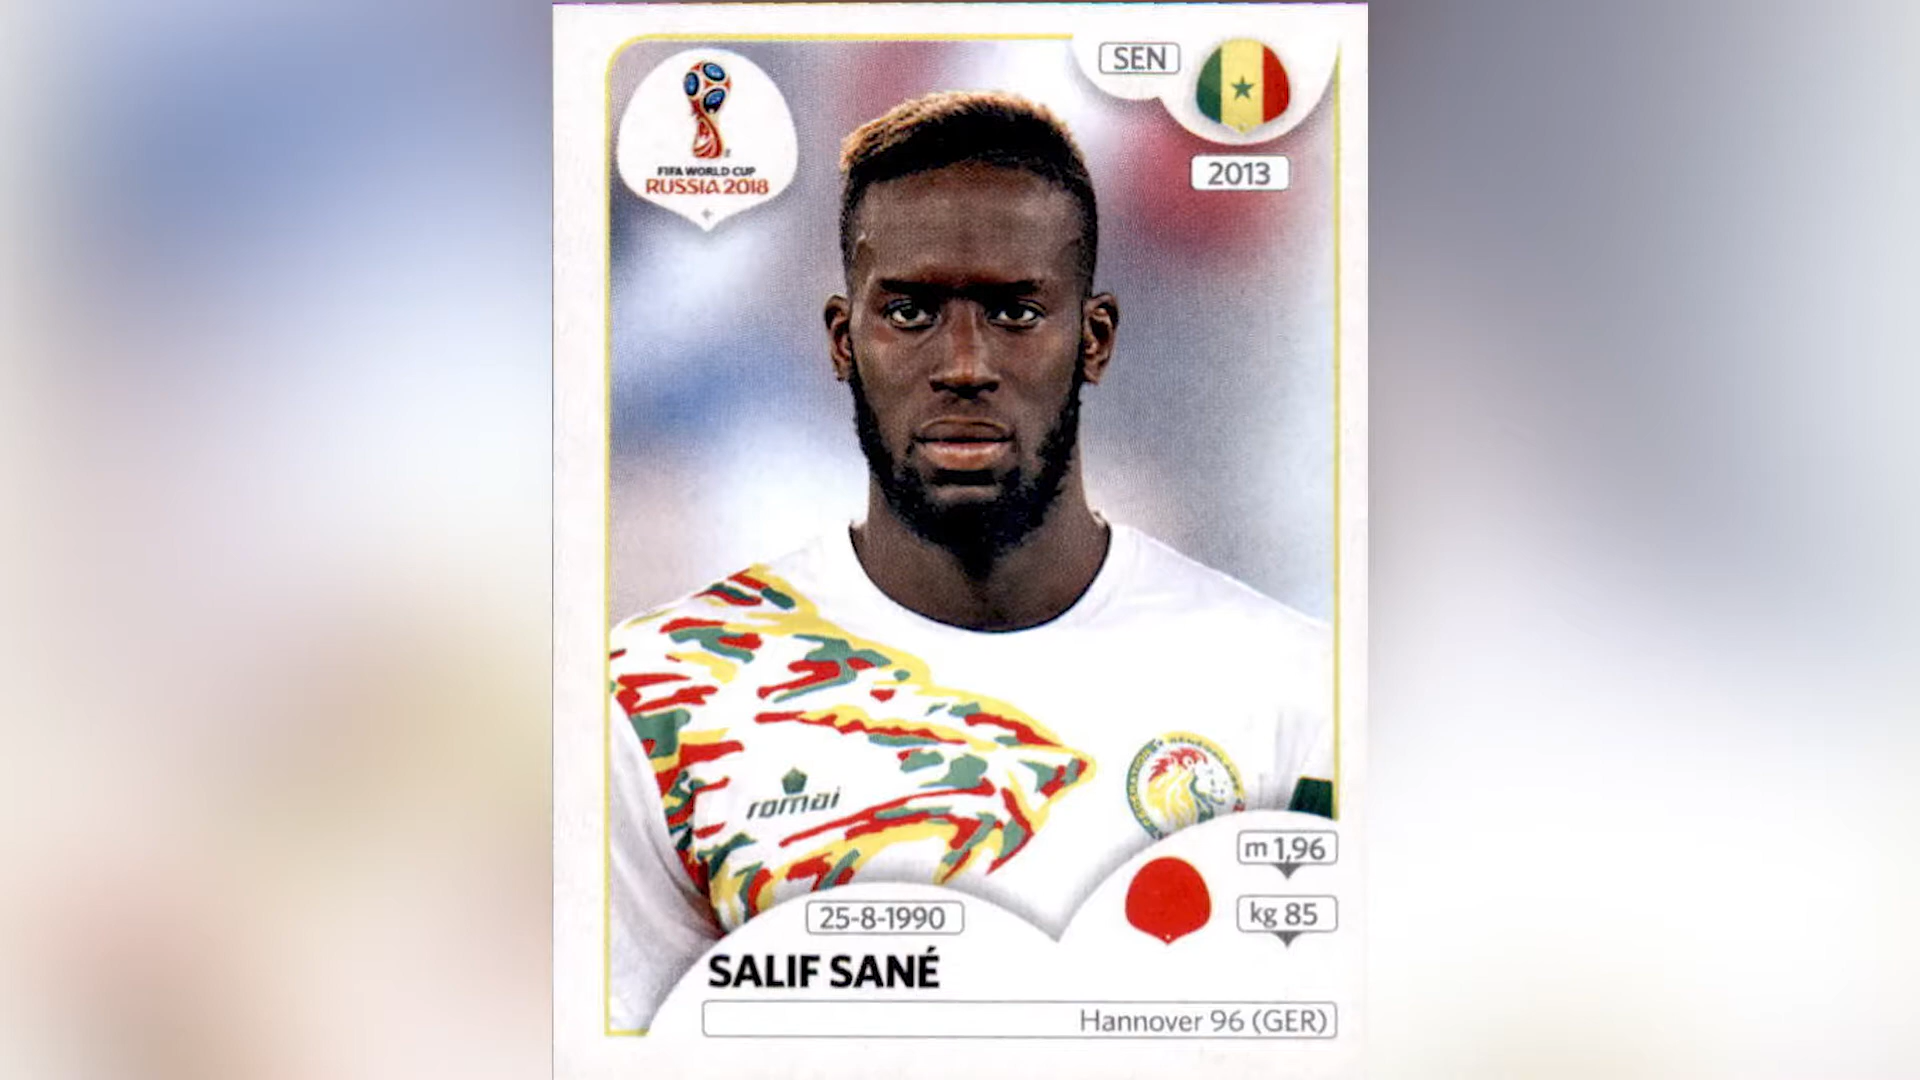 FIFA WORLD CUP
RUSSIA 2018
SEN
2013
romai
m 1,96
kg 85
25-8-1990
SALIF SANÉ
Hannover 96 (GER)